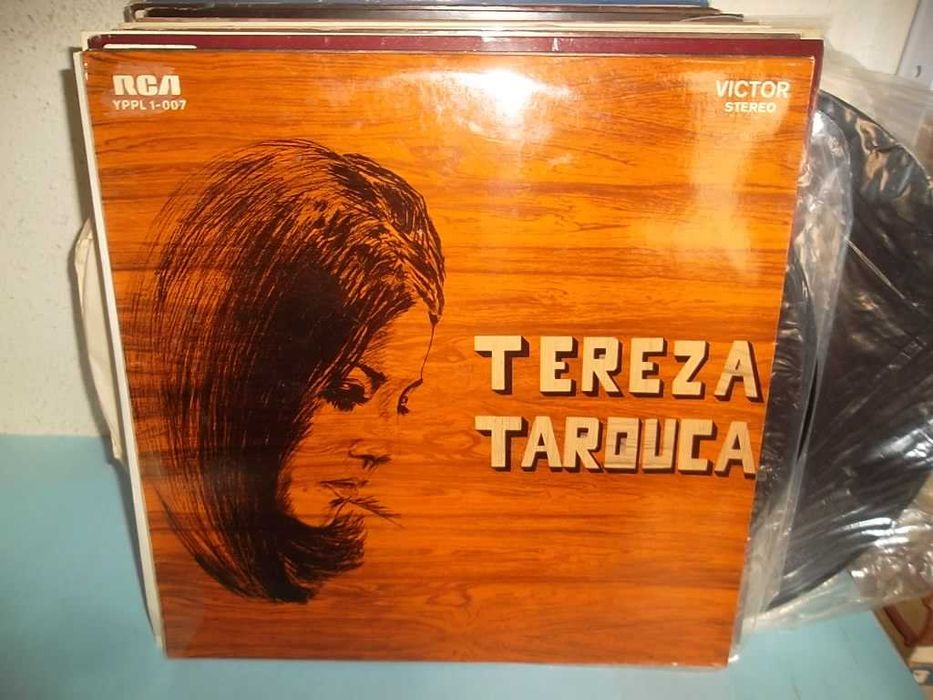 RCA
YPPL 1-007
VICTOR
STEREO
TEREZA
TAROUCA